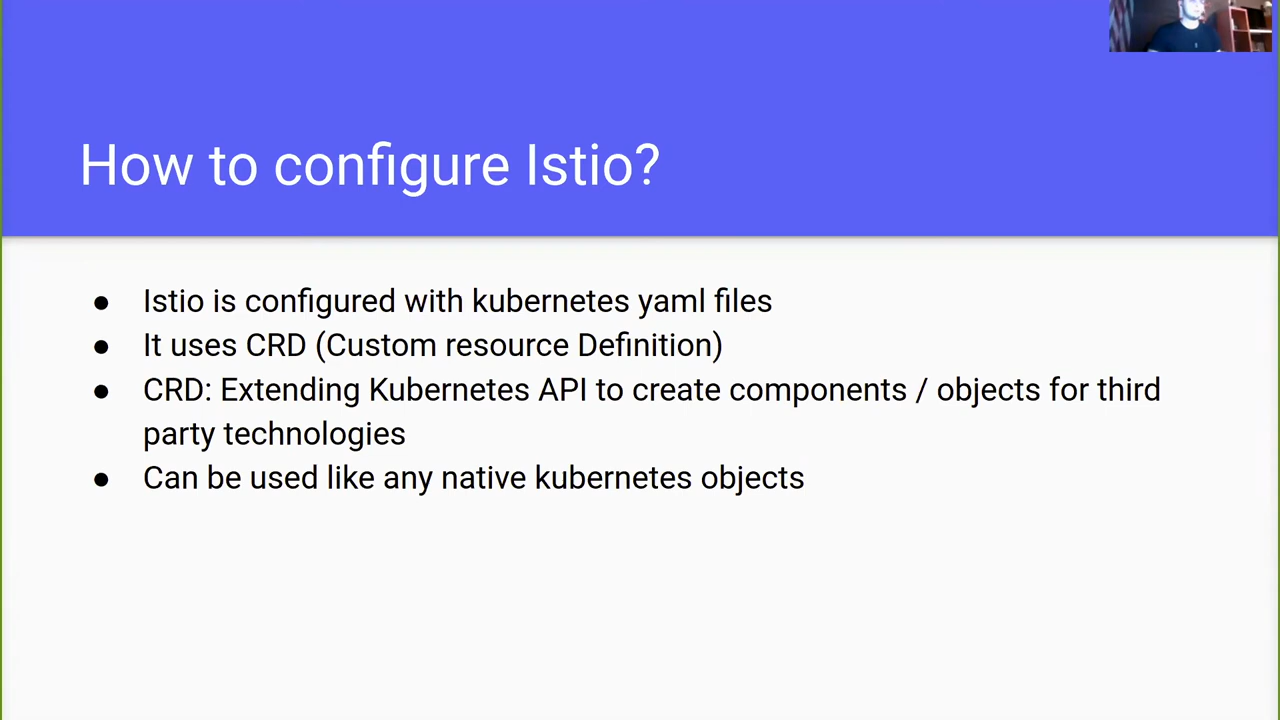 How to configure Istio?
● Istio is configured with kubernetes yaml files
● It uses CRD (Custom resource Definition)
● CRD: Extending Kubernetes API to create components / objects for third
party technologies
● Can be used like any native kubernetes objects